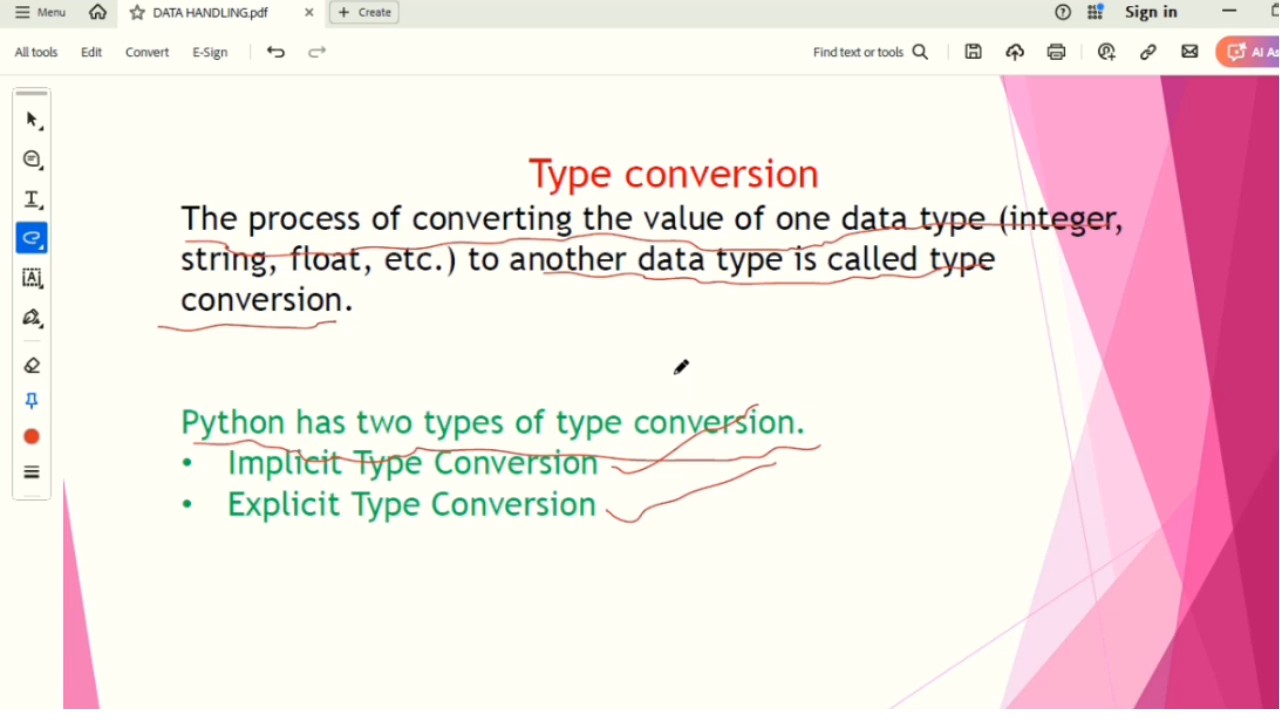 Menu
DATA HANDLING.pdf
+ Create
Sign in
All tools Edit Convert E-Sign
Find text or tools
Type conversion
The process of converting the value of one data type (integer,
string, float, etc.) to another data type is called type
conversion.
Python has two types of type conversion.
• Implicit Type Conversion
• Explicit Type Conversion